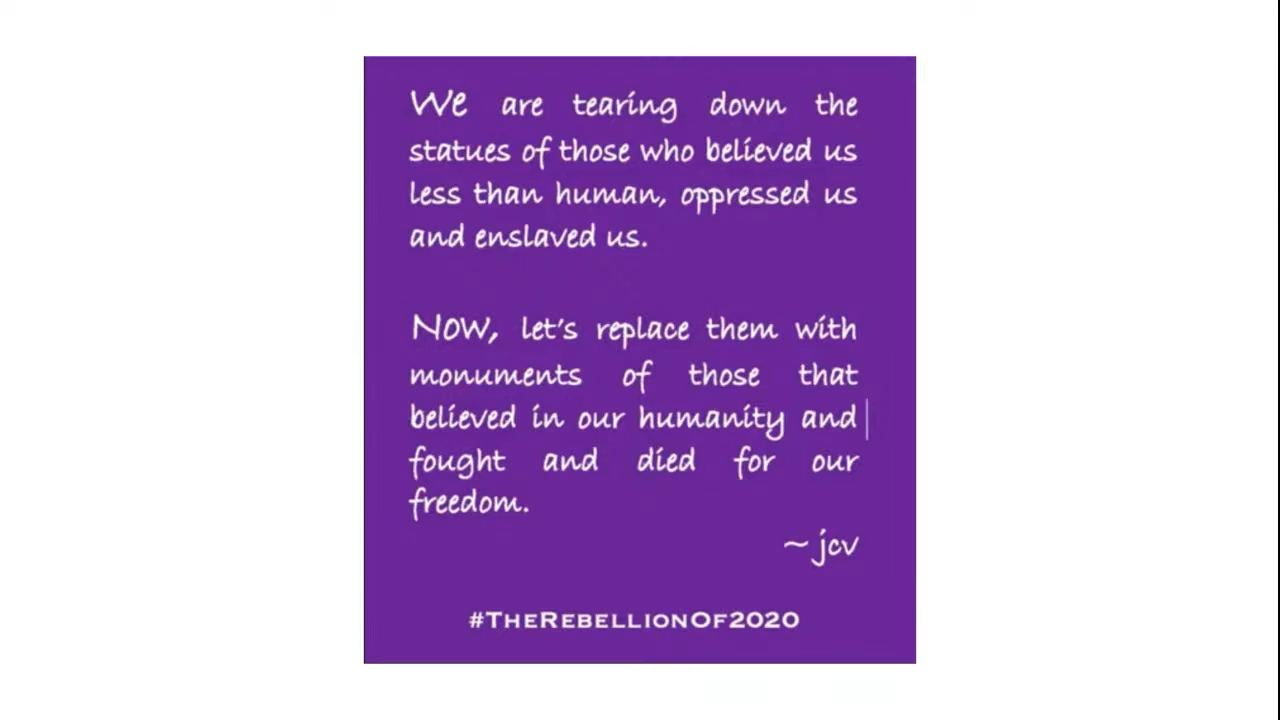 We are tearing down the
statues of those who believed us
less than human, oppressed us
and enslaved us.
Now, let's replace them with
monuments of those that
believed in our humanity and
fought and died for our
freedom.
~ jcv
#TheRebellionOf2020